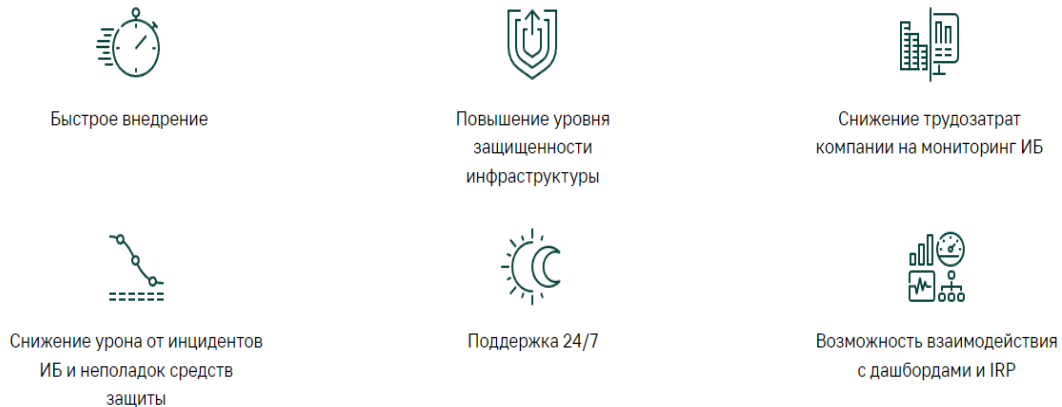 Быстрое внедрение
Повышение уровня
защищенности
инфраструктуры
Снижение трудозатрат
компании на мониторинг ИБ
Снижение урона от инцидентов
ИБ и неполадок средств
защиты
Поддержка 24/7
Возможность взаимодействия
с дашбордами и IRP